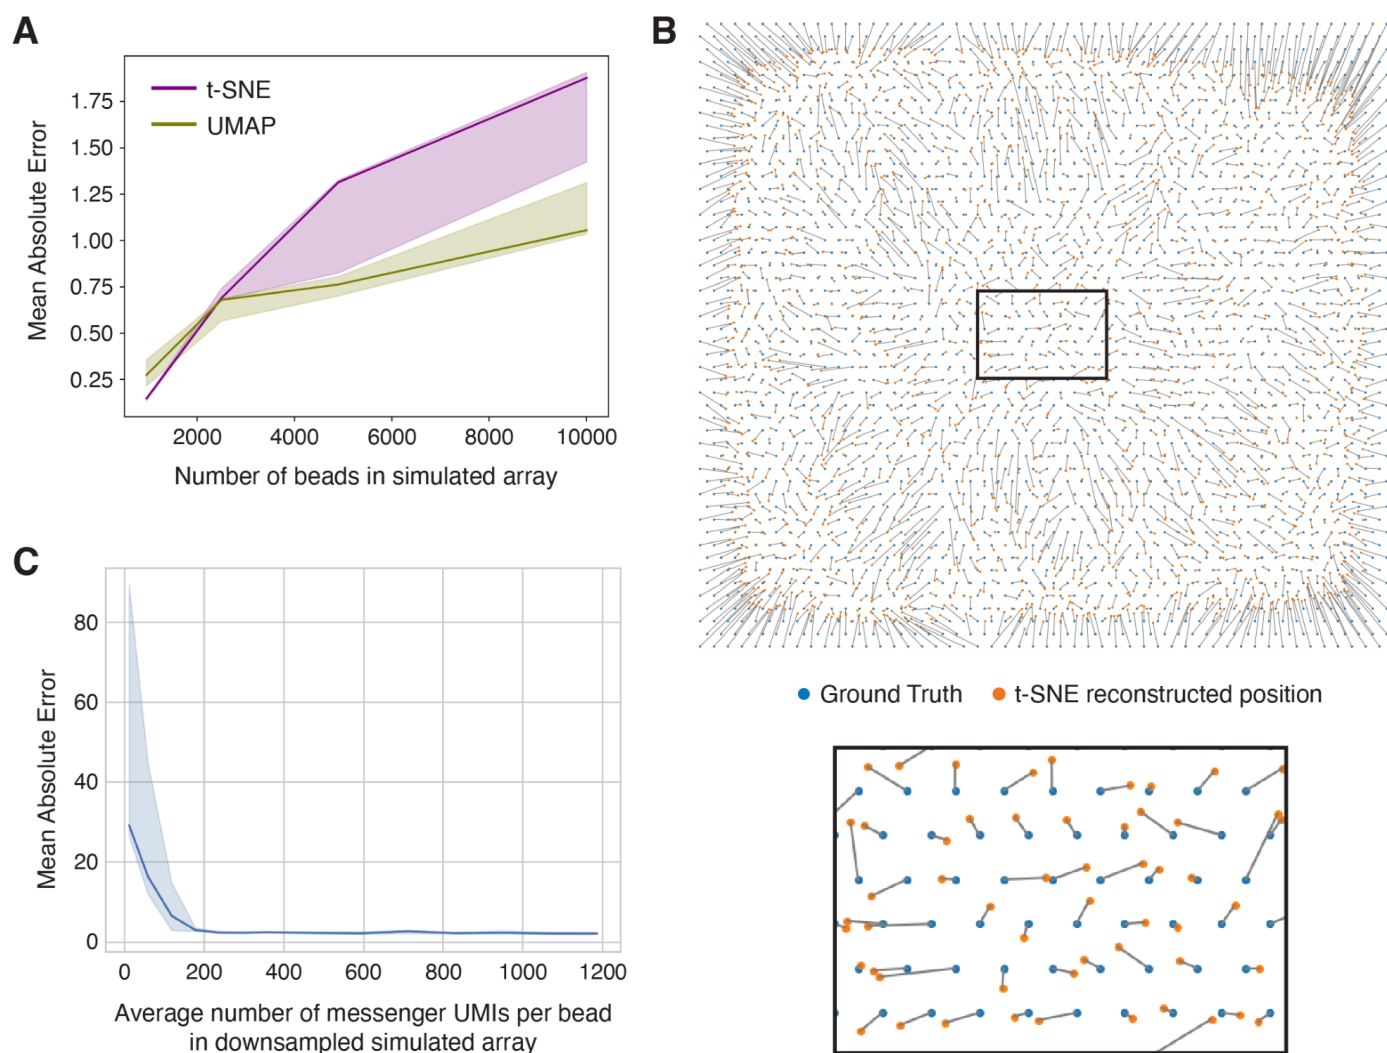 A
t-SNE
UMAP
Mean Absolute Error
1.75
1.50
1.25
1.00
0.75
0.50
0.25
2000 4000 6000 8000 10000
Number of beads in simulated array
B
Ground Truth t-SNE reconstructed position
C
Mean Absolute Error
80
60
40
20
0
0 200 400 600 800 1000 1200
Average number of messenger UMIs per bead
in downsampled simulated array